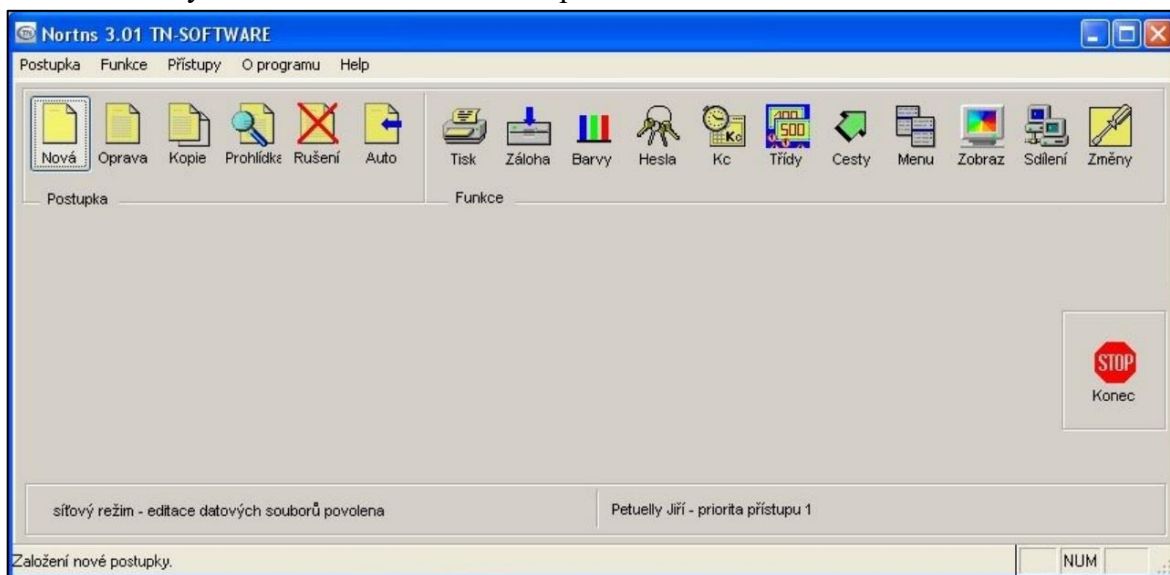 Nortns 3.01 TN-SOFTWARE
Postupka Funkce Přístupy O programu Help
Nová Oprava Kopie Prohlídka Rušení Auto Tisk Záloha Barvy Hesla Kc Třídy Cesty Menu Zobraz Sdílení Změny
Postupka Funkce
STOP
Konec
síťový režim - editace datových souborů povolena Petuelly Jiří - priorita přístupu 1
Založení nové postupky. NUM